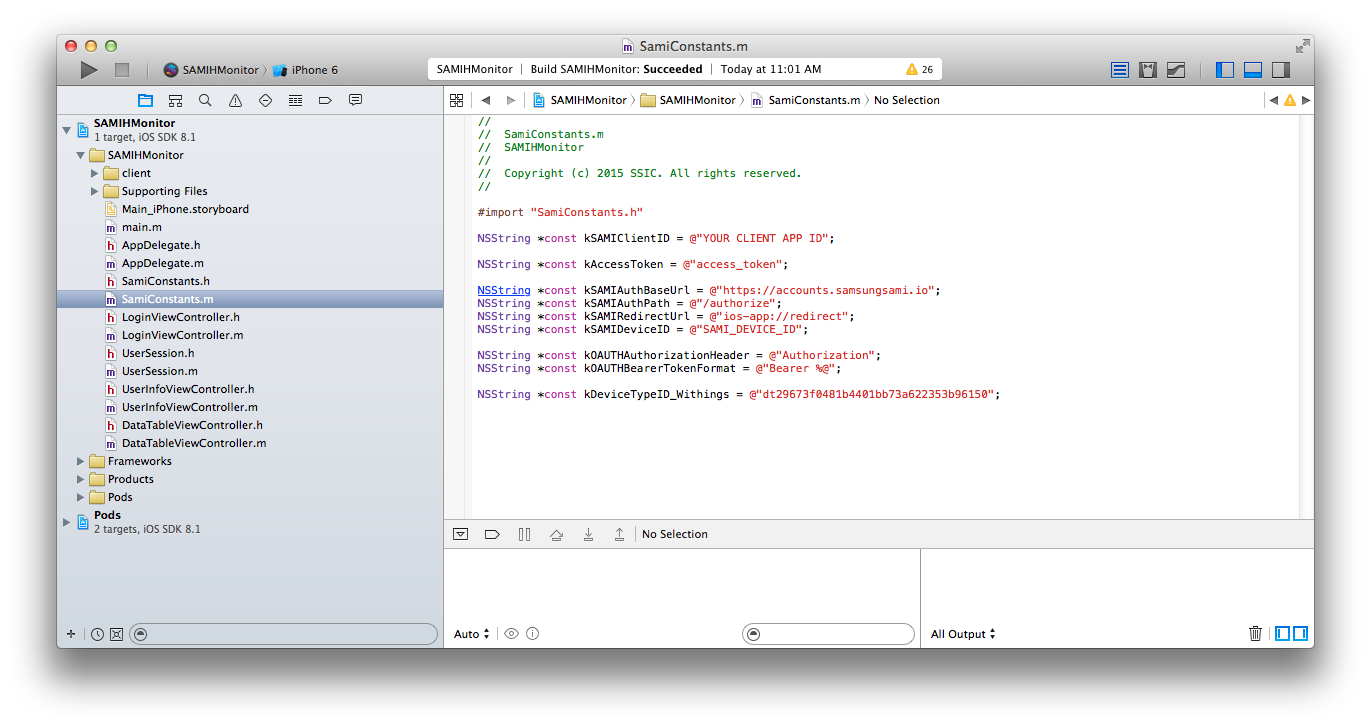 SamiConstants.m
SAMIHMonitor iPhone 6
SAMIHMonitor Build SAMIHMonitor: Succeeded Today at 11:01 AM 26
SAMIHMonitor SAMIHMonitor SamiConstants.m No Selection
SAMIHMonitor
1 target, iOS SDK 8.1
SAMIHMonitor
client
Supporting Files
Main_iPhone.storyboard
main.m
AppDelegate.h
AppDelegate.m
SamiConstants.h
SamiConstants.m
LoginViewController.h
LoginViewController.m
UserSession.h
UserSession.m
UserInfoViewController.h
UserInfoViewController.m
DataTableViewController.h
DataTableViewController.m
Frameworks
Products
Pods
Pods
2 targets, iOS SDK 8.1
//
//  SamiConstants.m
//  SAMIHMonitor
//
//  Copyright (c) 2015 SSIC. All rights reserved.
//
#import "SamiConstants.h"
NSString *const kSAMIClientID = @"YOUR CLIENT APP ID";
NSString *const kAccessToken = @"access_token";
NSString *const kSAMIAuthBaseUrl = @"https://accounts.samsungsami.io";
NSString *const kSAMIAuthPath = @"/authorize";
NSString *const kSAMIRedirectUrl = @"ios-app://redirect";
NSString *const kSAMIDeviceID = @"SAMI_DEVICE_ID";
NSString *const kOAUTHAuthorizationHeader = @"Authorization";
NSString *const kOAUTHBearerTokenFormat = @"Bearer %@";
NSString *const kDeviceTypeID_Withings = @"dt29673f0481b4401bb73a622353b96150";
No Selection
Auto
All Output